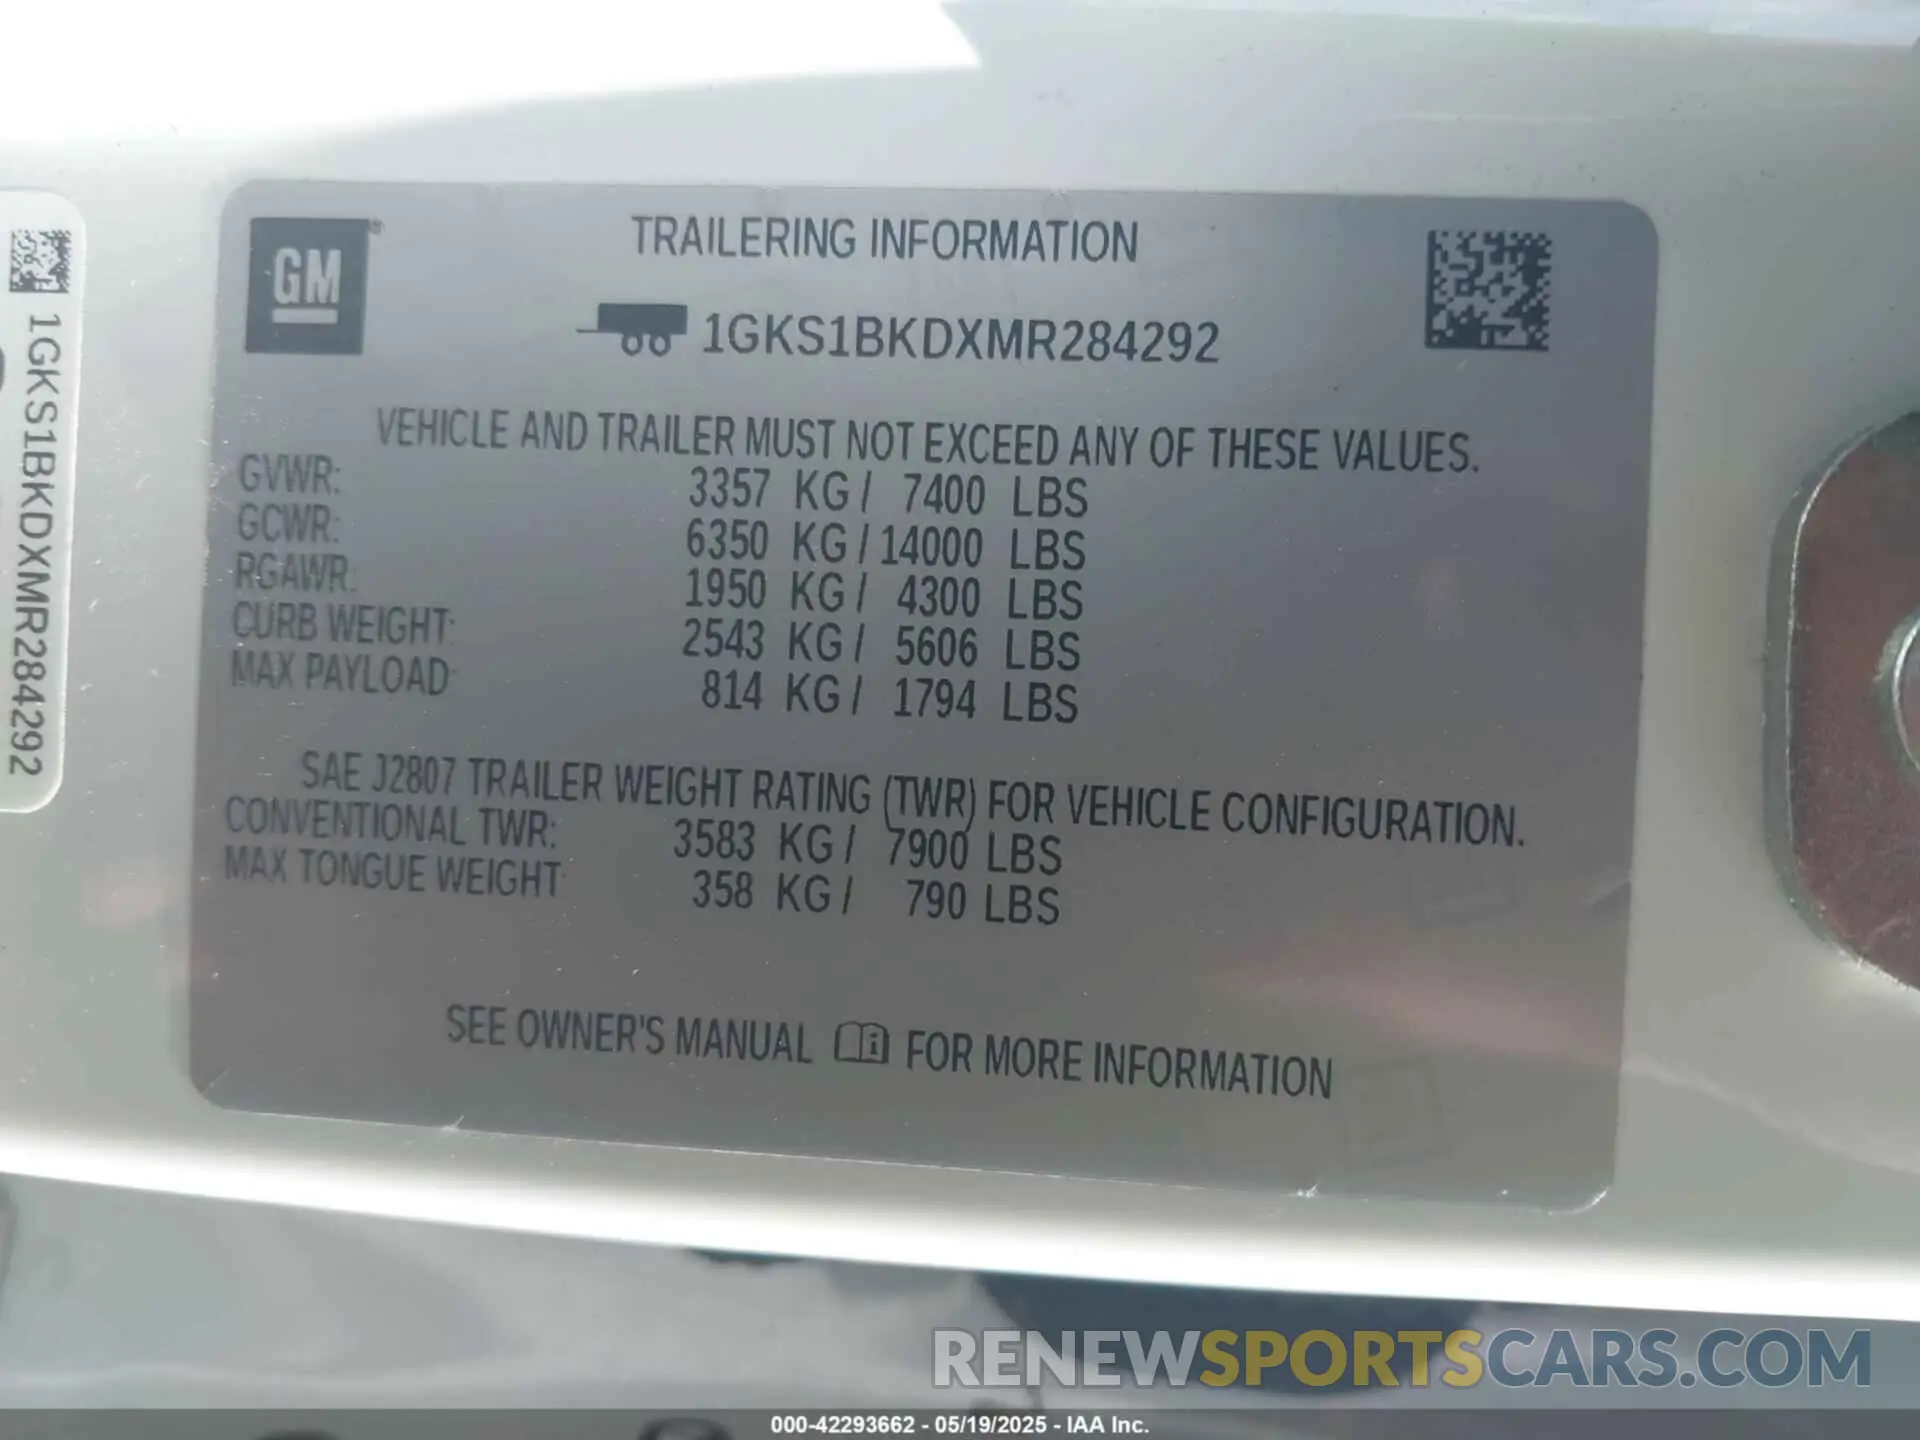 GM
TRAILERING INFORMATION
1GKS1BKDXMR284292
VEHICLE AND TRAILER MUST NOT EXCEED ANY OF THESE VALUES.
GVWR: 3357 KG / 7400 LBS
GCWR: 6350 KG / 14000 LBS
RGAWR: 1950 KG / 4300 LBS
CURB WEIGHT: 2543 KG / 5606 LBS
MAX PAYLOAD: 814 KG / 1794 LBS
SAE J2807 TRAILER WEIGHT RATING (TWR) FOR VEHICLE CONFIGURATION.
CONVENTIONAL TWR: 3583 KG / 7900 LBS
MAX TONGUE WEIGHT: 358 KG / 790 LBS
SEE OWNER'S MANUAL FOR MORE INFORMATION
1GKS1BKDXMR284292
RENEWSPORTSCARS.COM
000-42293662 - 05/19/2025 - IAA Inc.